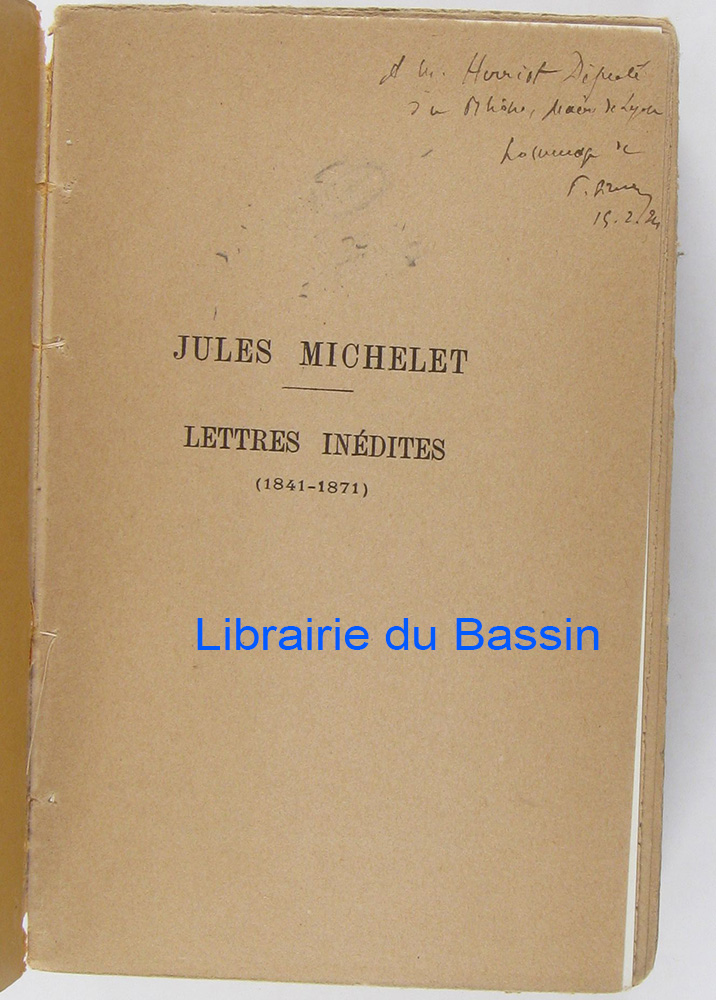 A M. Herriot Député
du Rhône, Maire de Lyon
hommage de
15.2.24
JULES MICHELET
LETTRES INÉDITES
(1841-1871)
Librairie du Bassin